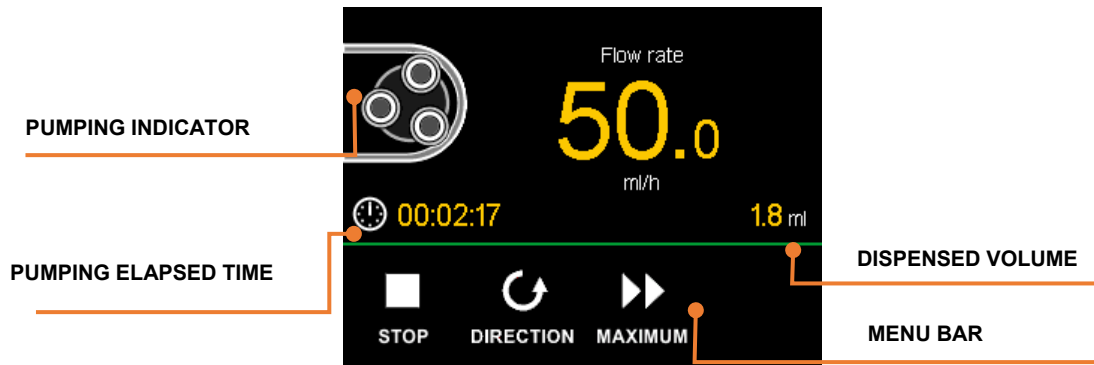 Flow rate
PUMPING INDICATOR
50.0
ml/h
00:02:17
1.8 ml
PUMPING ELAPSED TIME
DISPENSED VOLUME
STOP DIRECTION MAXIMUM
MENU BAR